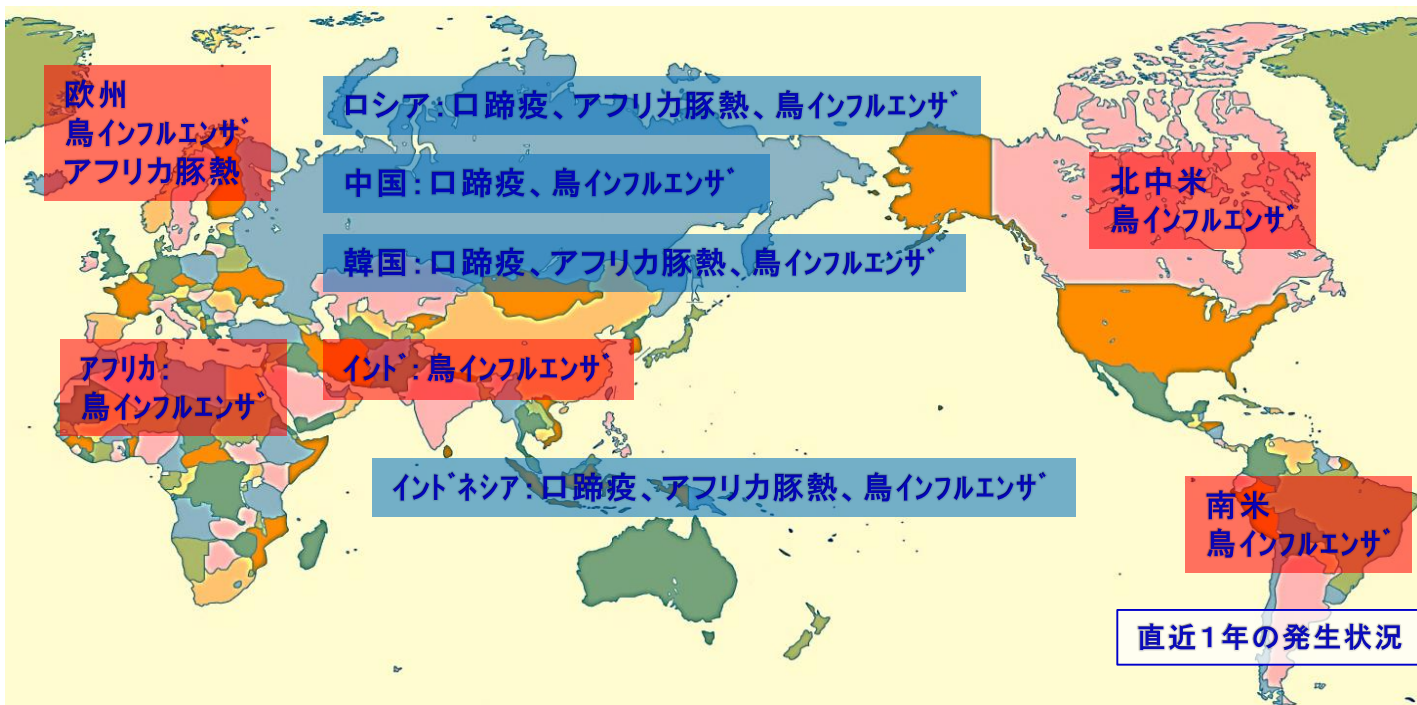 欧州
鳥ｲﾝﾌﾙｴﾝｻﾞ
アフリカ豚熱
ロシア：口蹄疫、アフリカ豚熱、鳥ｲﾝﾌﾙｴﾝｻﾞ
中国：口蹄疫、鳥ｲﾝﾌﾙｴﾝｻﾞ
韓国：口蹄疫、アフリカ豚熱、鳥ｲﾝﾌﾙｴﾝｻﾞ
北中米
鳥ｲﾝﾌﾙｴﾝｻﾞ
ｱﾌﾘｶ：
鳥ｲﾝﾌﾙｴﾝｻﾞ
ｲﾝﾄﾞ：鳥ｲﾝﾌﾙｴﾝｻﾞ
ｲﾝﾄﾞﾈｼｱ：口蹄疫、アフリカ豚熱、鳥ｲﾝﾌﾙｴﾝｻﾞ
南米
鳥ｲﾝﾌﾙｴﾝｻﾞ
直近１年の発生状況